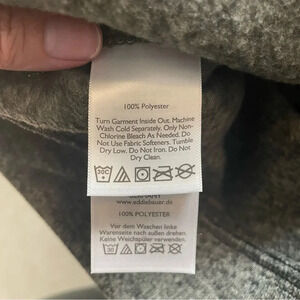 100% Polyester
Turn Garment Inside Out. Machine
Wash Cold Separately. Only Non-
Chlorine Bleach As Needed. Do
Not Use Fabric Softeners. Tumble
Dry Low. Do Not Iron. Do Not
Dry Clean.
30C
www.eddiebauer.de
100% POLYESTER
Vor dem Waschen linke
Warenseite nach außen drehen.
Keine Weichspüler verwenden.